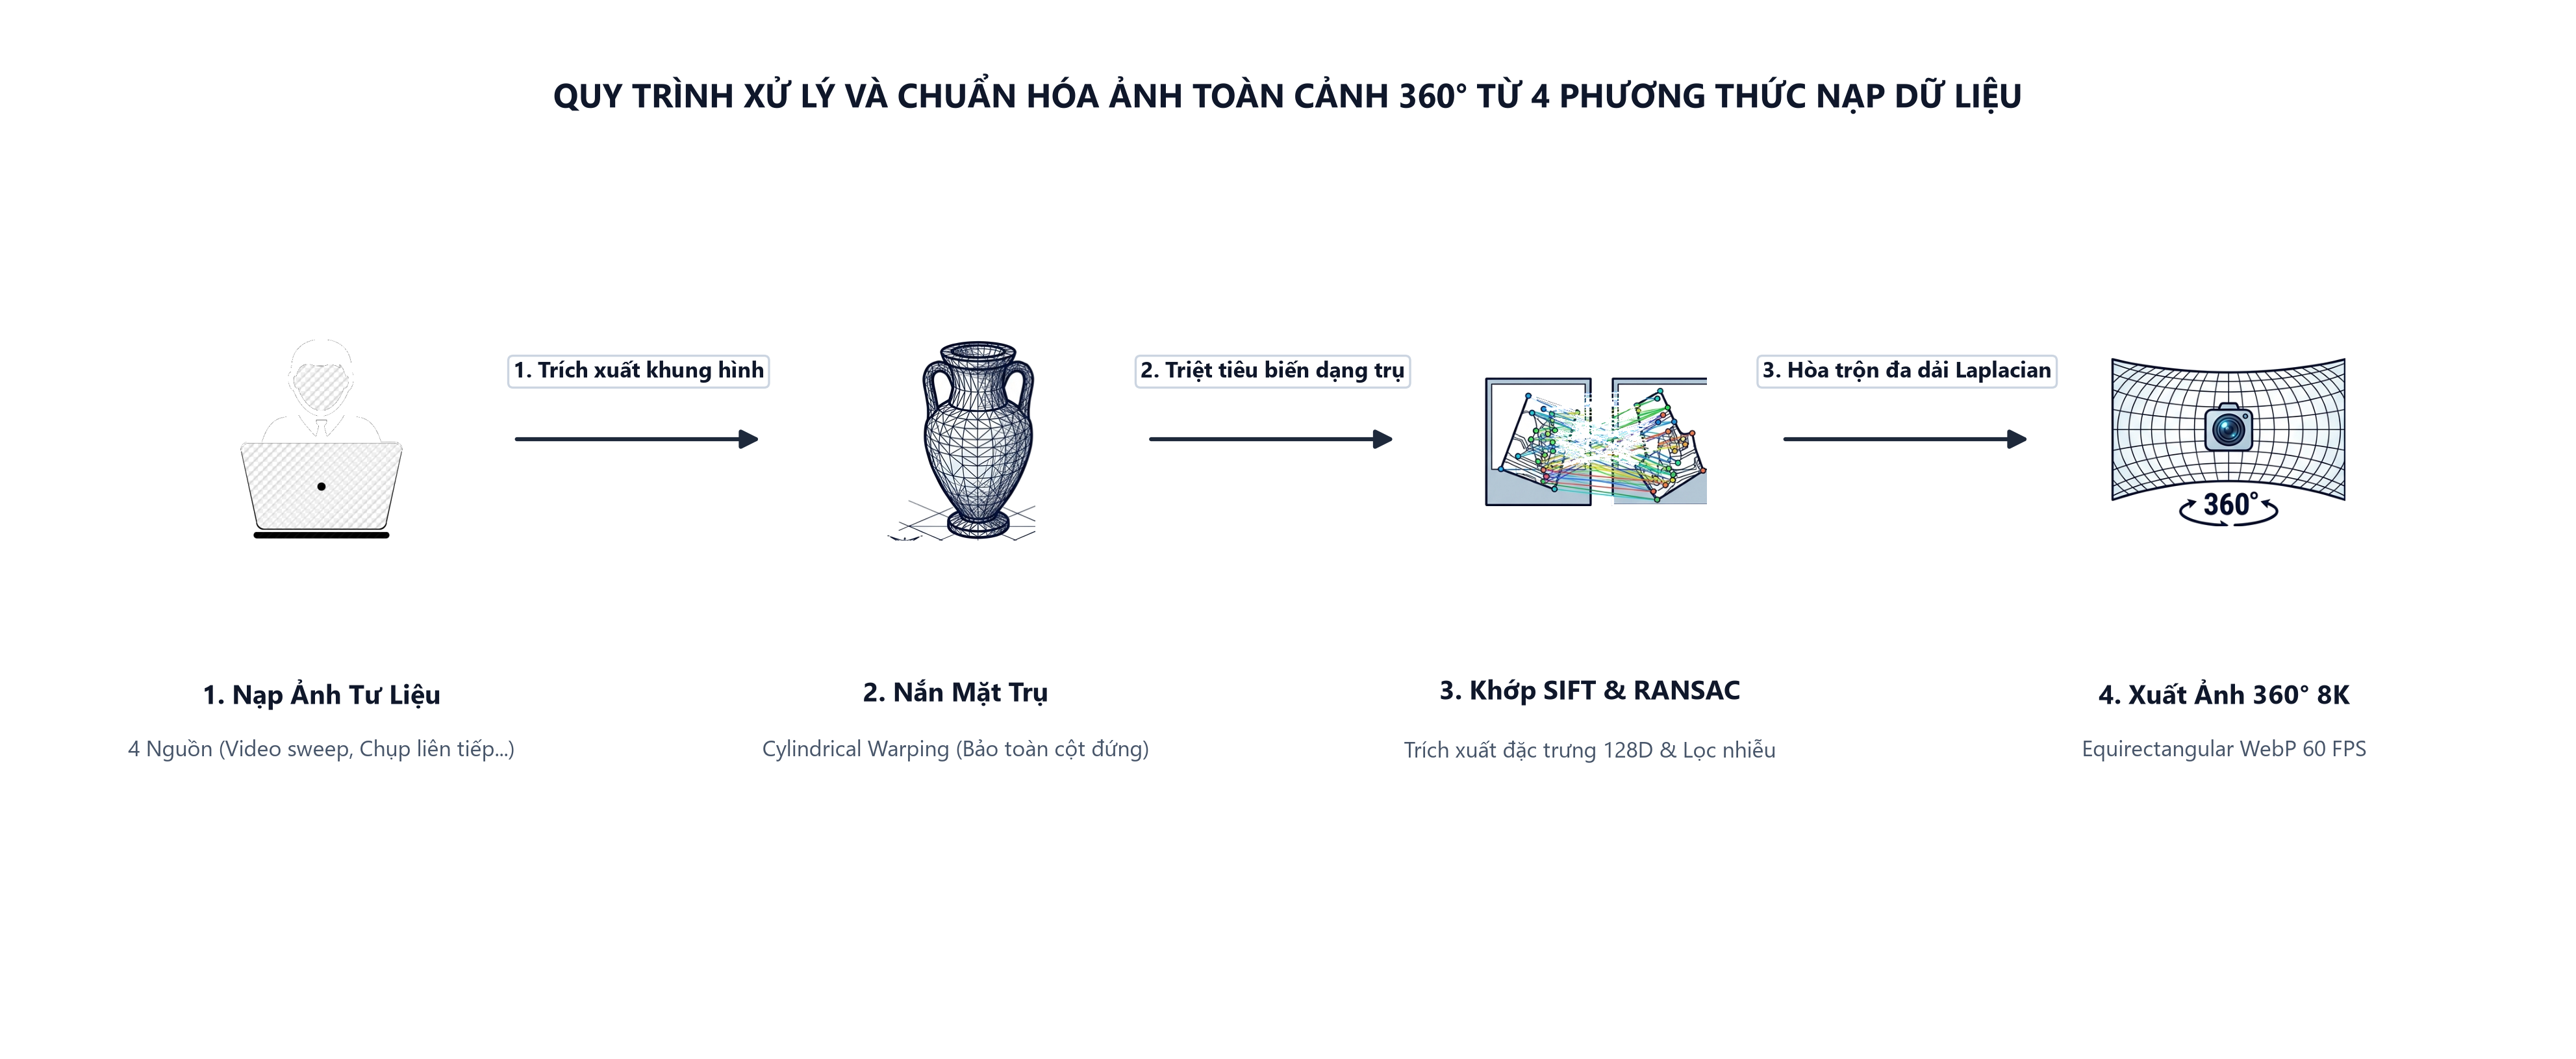 QUY TRÌNH XỬ LÝ VÀ CHUẨN HÓA ẢNH TOÀN CẢNH 360° TỪ 4 PHƯƠNG THỨC NẠP DỮ LIỆU
1. Trích xuất khung hình
2. Triệt tiêu biến dạng trụ
3. Hòa trộn đa dải Laplacian
360°
1. Nạp Ảnh Tư Liệu
4 Nguồn (Video sweep, Chụp liên tiếp...)
2. Nắn Mặt Trụ
Cylindrical Warping (Bảo toàn cột đứng)
3. Khớp SIFT & RANSAC
Trích xuất đặc trưng 128D & Lọc nhiễu
4. Xuất Ảnh 360° 8K
Equirectangular WebP 60 FPS